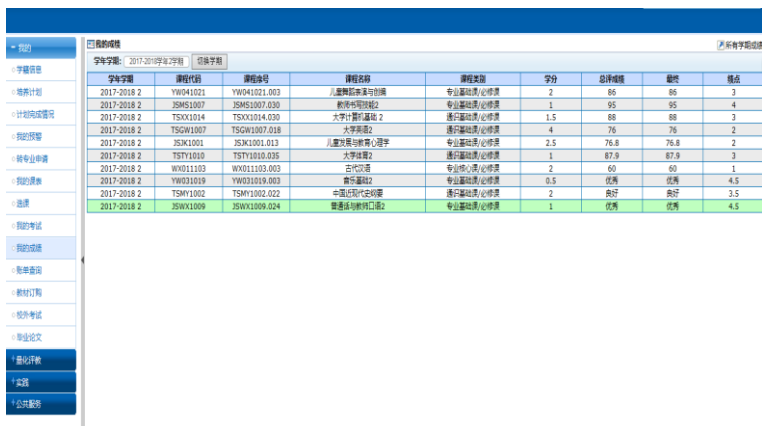 我的
我的成绩
所有学期成绩
学年学期: 2017-2018学年2学期 切换学期
学籍信息
培养计划
计划完成情况
我的预警
转专业申请
我的课表
选课
我的考试
我的成绩
账单查询
教材订购
校外考试
毕业论文
量化评教
实践
公共服务
学年学期 课程代码 课程序号 课程名称 课程类别 学分 总评成绩 最终 绩点
2017-2018 2 YW041021 YW041021.003 儿童舞蹈表演与创编 专业基础课/必修课 2 86 86 3
2017-2018 2 JSMS1007 JSMS1007.030 教师书写技能2 专业基础课/必修课 1 95 95 4
2017-2018 2 TSXX1014 TSXX1014.030 大学计算机基础 2 通识基础课/必修课 1.5 88 88 3
2017-2018 2 TSGW1007 TSGW1007.018 大学英语2 通识基础课/必修课 4 76 76 2
2017-2018 2 JSJK1001 JSJK1001.013 儿童发展与教育心理学 专业基础课/必修课 2.5 76.8 76.8 2
2017-2018 2 TSTY1010 TSTY1010.035 大学体育2 通识基础课/必修课 1 87.9 87.9 3
2017-2018 2 WX011103 WX011103.003 古代汉语 专业核心课/必修课 2 60 60 1
2017-2018 2 YW031019 YW031019.003 音乐基础2 专业基础课/必修课 0.5 优秀 优秀 4.5
2017-2018 2 TSMY1002 TSMY1002.022 中国近现代史纲要 通识基础课/必修课 2 良好 良好 3.5
2017-2018 2 JSWX1009 JSWX1009.024 普通话与教师口语2 专业基础课/必修课 1 优秀 优秀 4.5